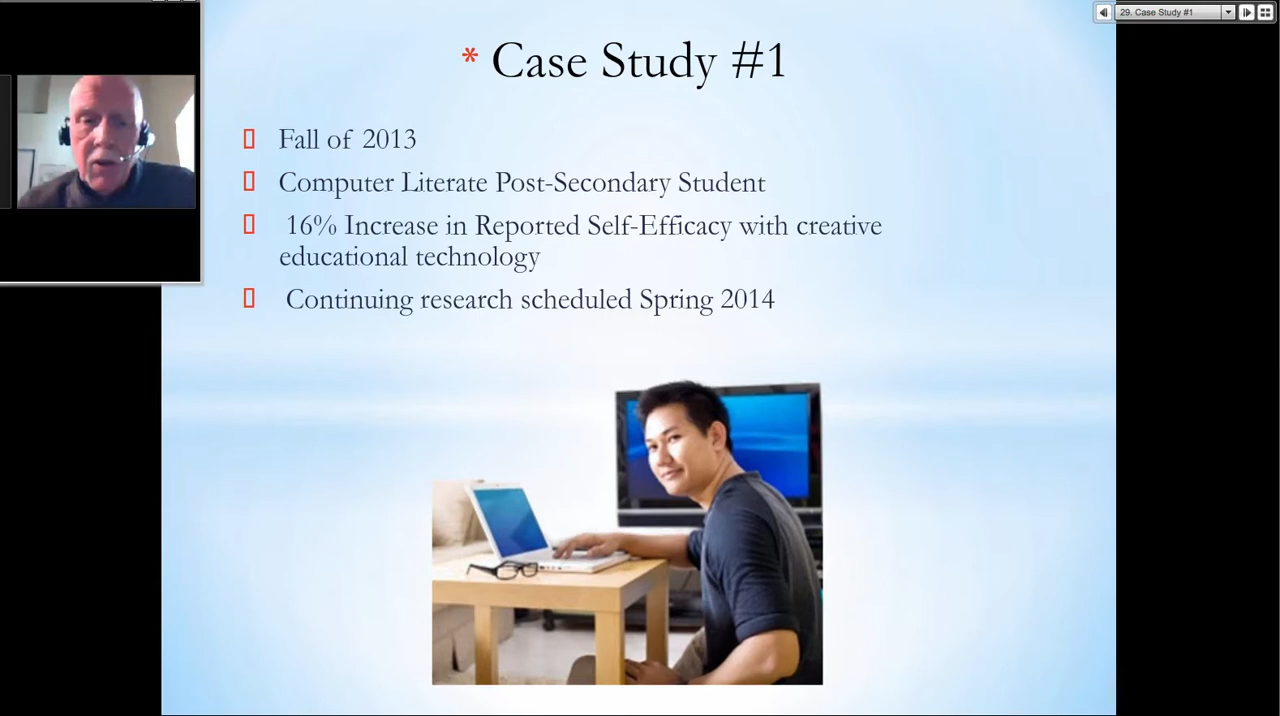 29. Case Study #1
* Case Study #1
Fall of 2013
Computer Literate Post-Secondary Student
16% Increase in Reported Self-Efficacy with creative
educational technology
Continuing research scheduled Spring 2014